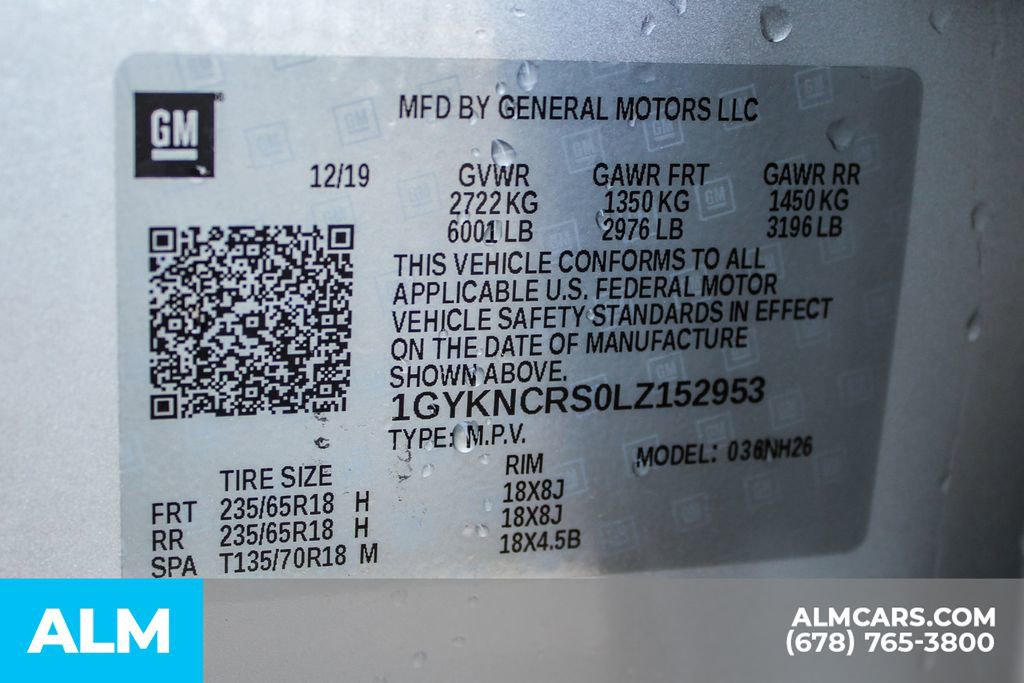 GM
MFD BY GENERAL MOTORS LLC
12/19 GVWR GAWR FRT GAWR RR
2722 KG 1350 KG 1450 KG
6001 LB 2976 LB 3196 LB
THIS VEHICLE CONFORMS TO ALL
APPLICABLE U.S. FEDERAL MOTOR
VEHICLE SAFETY STANDARDS IN EFFECT
ON THE DATE OF MANUFACTURE
SHOWN ABOVE.
1GYKNCRS0LZ152953
TYPE: M.P.V. MODEL: 036NH26
TIRE SIZE RIM
FRT 235/65R18 H 18X8J
RR 235/65R18 H 18X8J
SPA T135/70R18 M 18X4.5B
ALM
ALMCARS.COM
(678) 765-3800